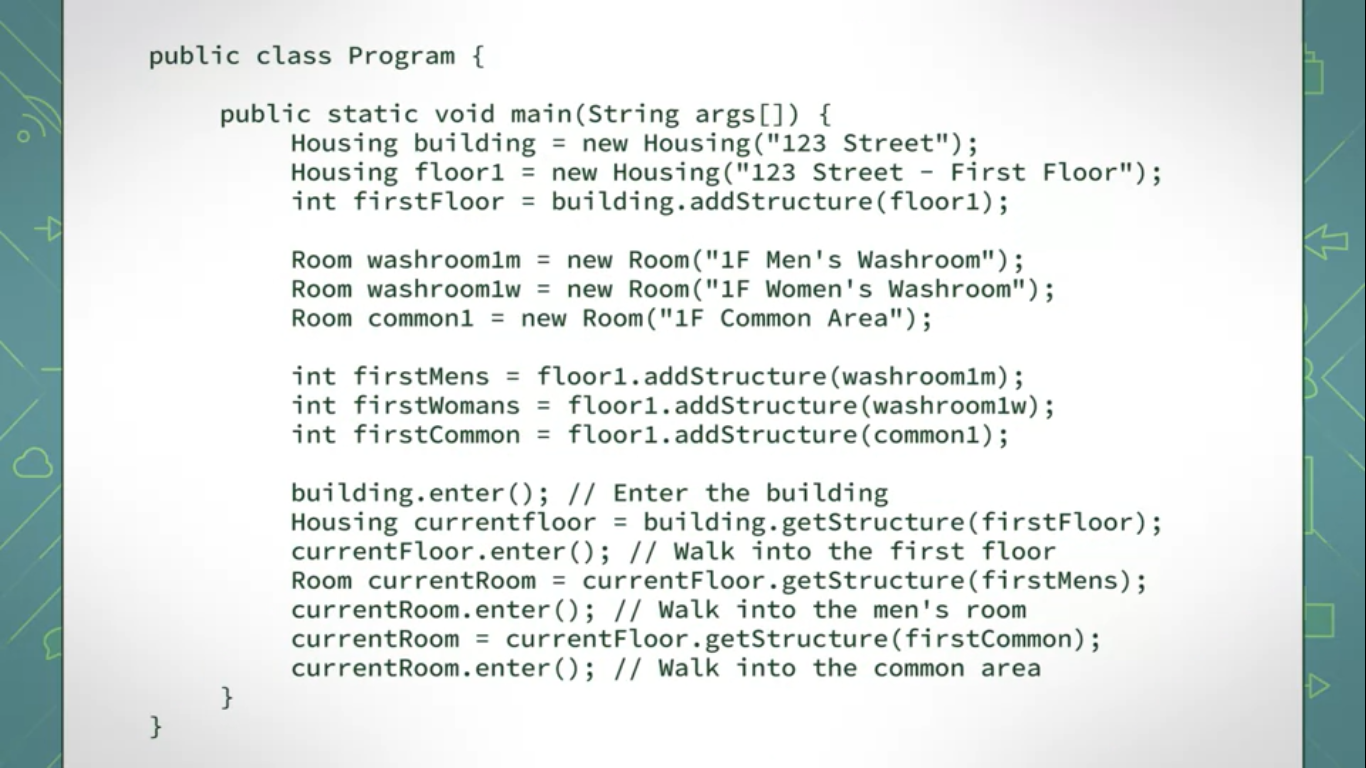 public class Program {
public static void main(String args[]) {
Housing building = new Housing("123 Street");
Housing floor1 = new Housing("123 Street - First Floor");
int firstFloor = building.addStructure(floor1);
Room washroom1m = new Room("1F Men's Washroom");
Room washroom1w = new Room("1F Women's Washroom");
Room common1 = new Room("1F Common Area");
int firstMens = floor1.addStructure(washroom1m);
int firstWomans = floor1.addStructure(washroom1w);
int firstCommon = floor1.addStructure(common1);
building.enter(); // Enter the building
Housing currentfloor = building.getStructure(firstFloor);
currentFloor.enter(); // Walk into the first floor
Room currentRoom = currentFloor.getStructure(firstMens);
currentRoom.enter(); // Walk into the men's room
currentRoom = currentFloor.getStructure(firstCommon);
currentRoom.enter(); // Walk into the common area
}
}